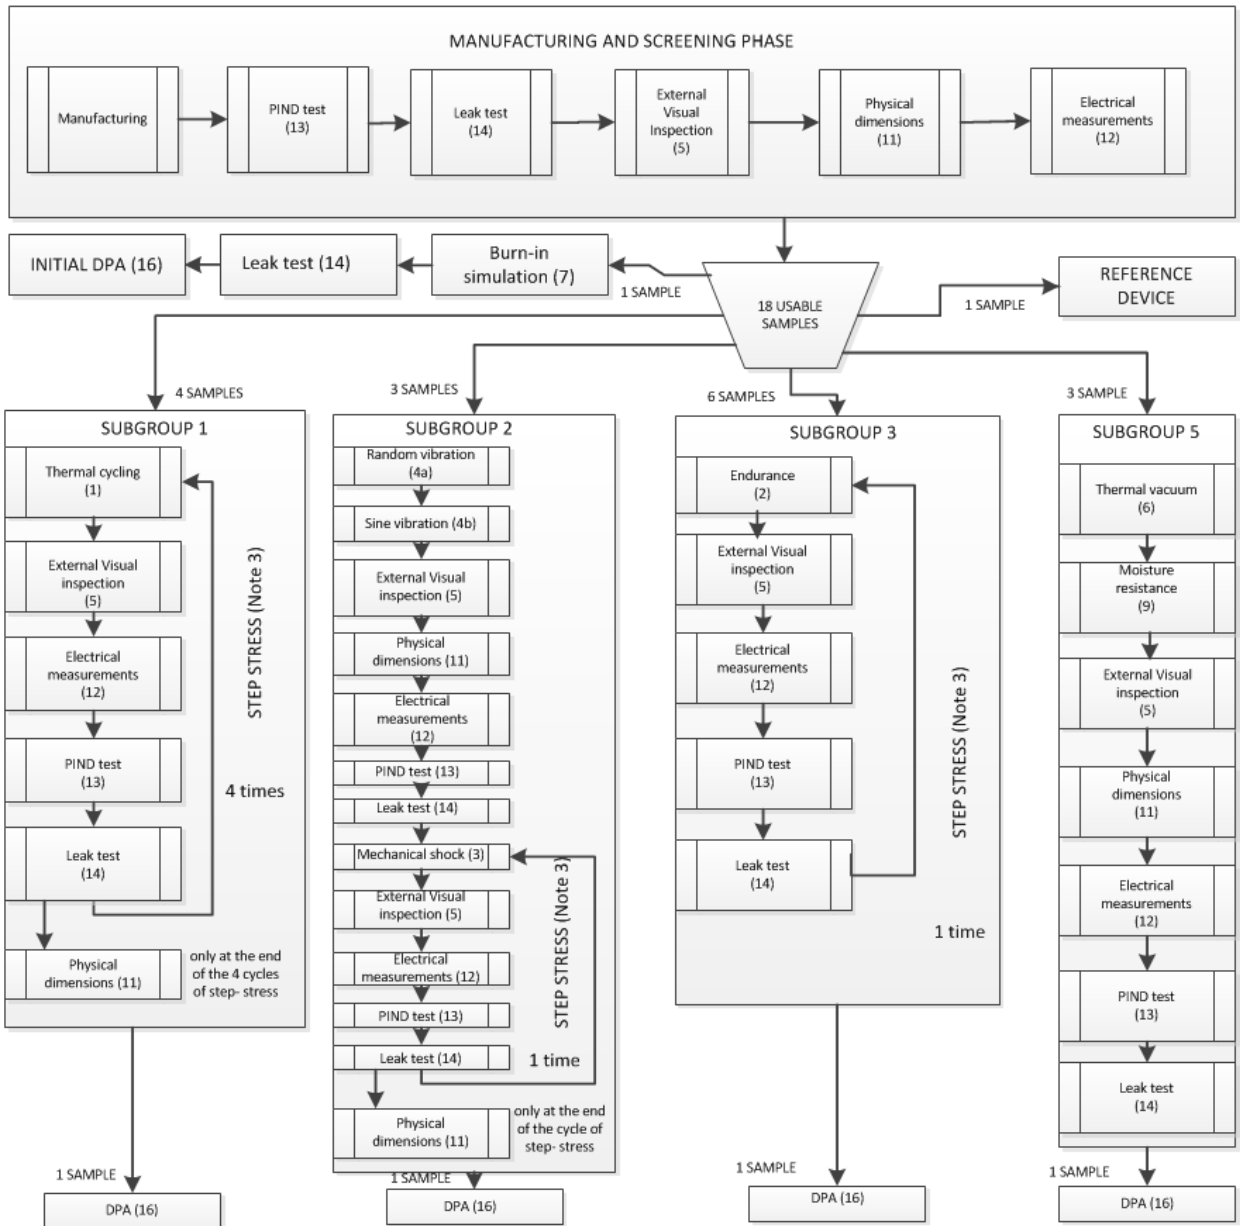 MANUFACTURING AND SCREENING PHASE
Manufacturing
PIND test
(13)
Leak test
(14)
External
Visual
Inspection
(5)
Physical
dimensions
(11)
Electrical
measurements
(12)
INITIAL DPA (16)
Leak test (14)
Burn-in
simulation (7)
1 SAMPLE
18 USABLE
SAMPLES
1 SAMPLE
REFERENCE
DEVICE
4 SAMPLES
3 SAMPLES
6 SAMPLES
3 SAMPLE
SUBGROUP 1
Thermal cycling
(1)
External Visual
inspection
(5)
Electrical
measurements
(12)
PIND test
(13)
Leak test
(14)
STEP STRESS (Note 3)
4 times
Physical
dimensions (11)
only at the end
of the 4 cycles
of step- stress
1 SAMPLE
DPA (16)
SUBGROUP 2
Random vibration
(4a)
Sine vibration (4b)
External Visual
inspection (5)
Physical
dimensions (11)
Electrical
measurements
(12)
PIND test (13)
Leak test (14)
Mechanical shock (3)
External Visual
inspection (5)
Electrical
measurements (12)
PIND test (13)
Leak test (14)
STEP STRESS (Note 3)
1 time
Physical
dimensions (11)
only at the end
of the cycle of
step- stress
1 SAMPLE
DPA (16)
SUBGROUP 3
Endurance
(2)
External Visual
inspection
(5)
Electrical
measurements
(12)
PIND test
(13)
Leak test
(14)
STEP STRESS (Note 3)
1 time
1 SAMPLE
DPA (16)
SUBGROUP 5
Thermal vacuum
(6)
Moisture
resistance
(9)
External Visual
inspection
(5)
Physical
dimensions
(11)
Electrical
measurements
(12)
PIND test
(13)
Leak test
(14)
1 SAMPLE
DPA (16)